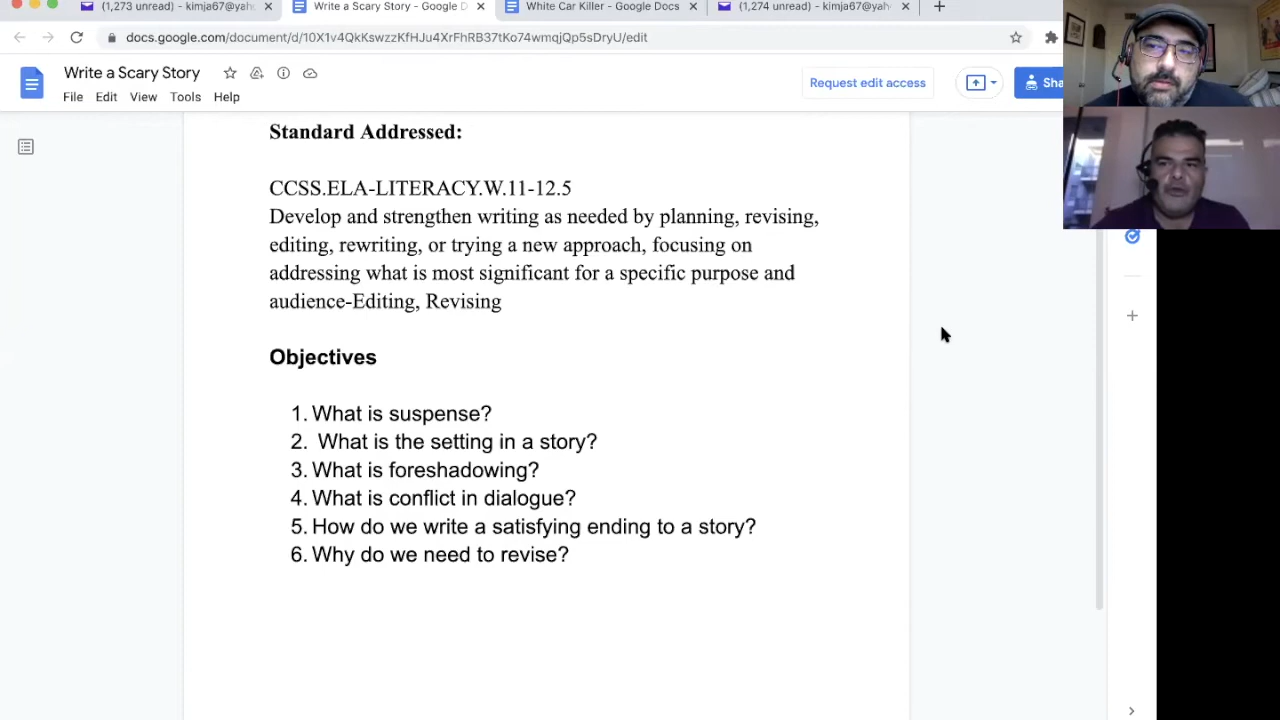 (1,273 unread) - kimja67@yah
Write a Scary Story - Google D
White Car Killer - Google Docs
(1,274 unread) - kimja67@yah
docs.google.com/document/d/10X1v4QkKswzzKfHJu4XrFhRB37tKo74wmqjQp5sDryU/edit
Write a Scary Story
File Edit View Tools Help
Request edit access
Sha
Standard Addressed:
CCSS.ELA-LITERACY.W.11-12.5
Develop and strengthen writing as needed by planning, revising,
editing, rewriting, or trying a new approach, focusing on
addressing what is most significant for a specific purpose and
audience-Editing, Revising
Objectives
1. What is suspense?
2. What is the setting in a story?
3. What is foreshadowing?
4. What is conflict in dialogue?
5. How do we write a satisfying ending to a story?
6. Why do we need to revise?